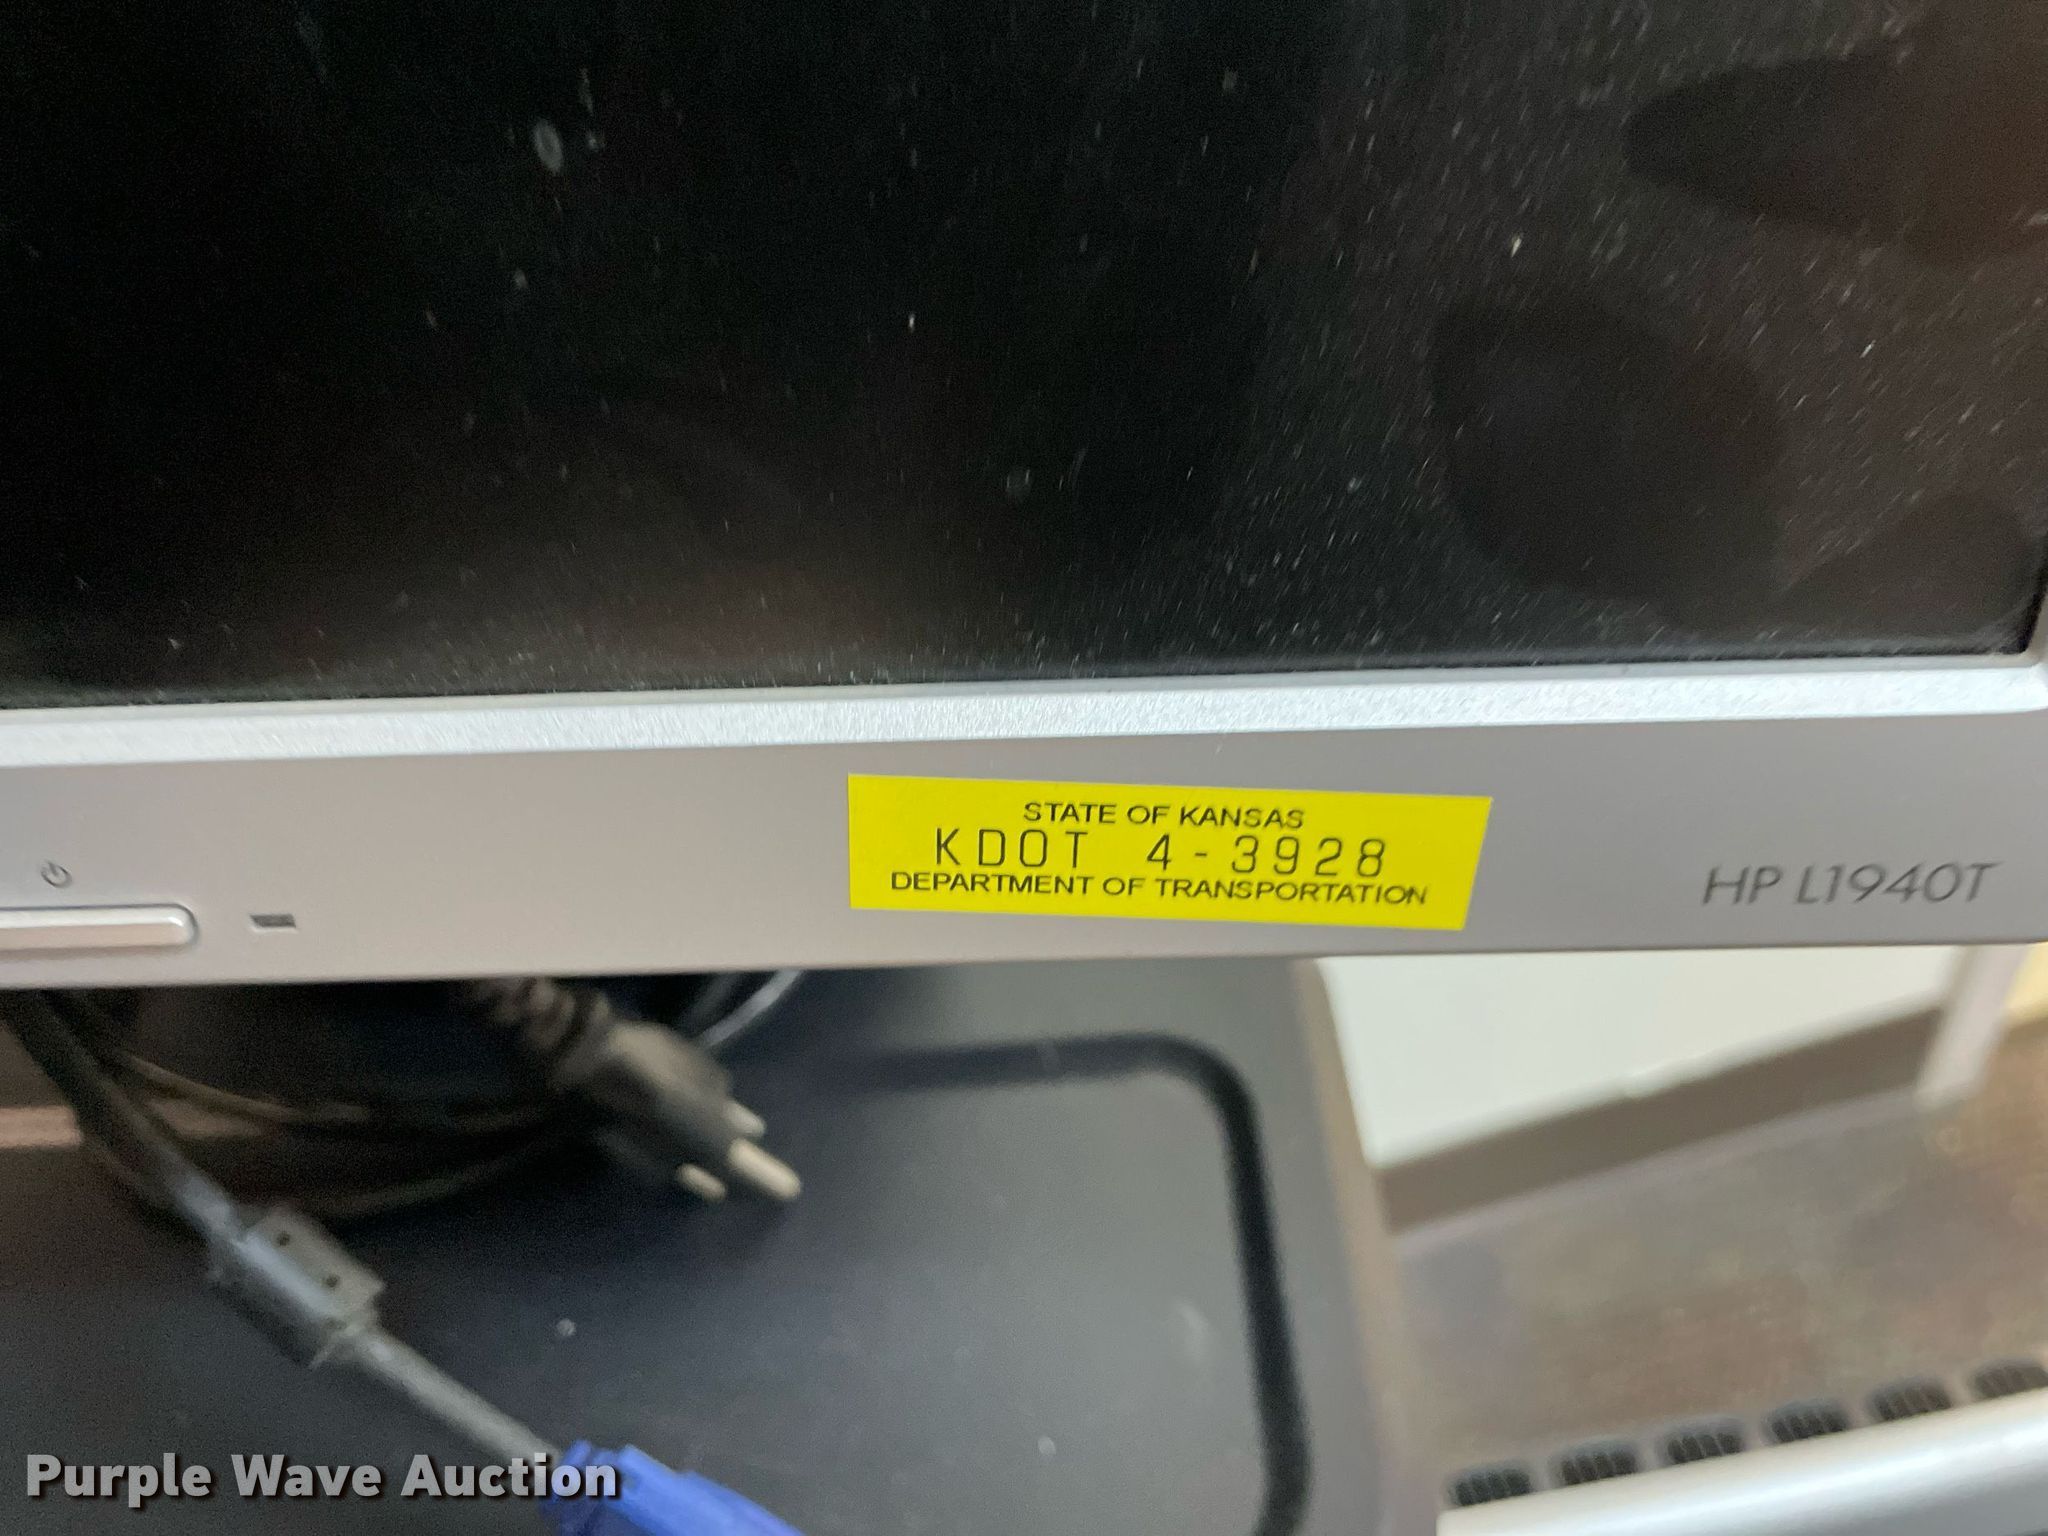 STATE OF KANSAS
KDOT 4-3928
DEPARTMENT OF TRANSPORTATION
HP L1940T
Purple Wave Auction